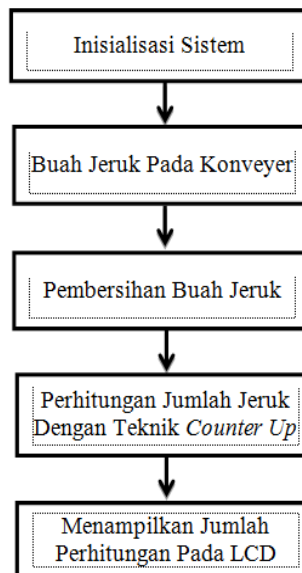 Inisialisasi Sistem
Buah Jeruk Pada Konveyer
Pembersihan Buah Jeruk
Perhitungan Jumlah Jeruk
Dengan Teknik Counter Up
Menampilkan Jumlah
Perhitungan Pada LCD